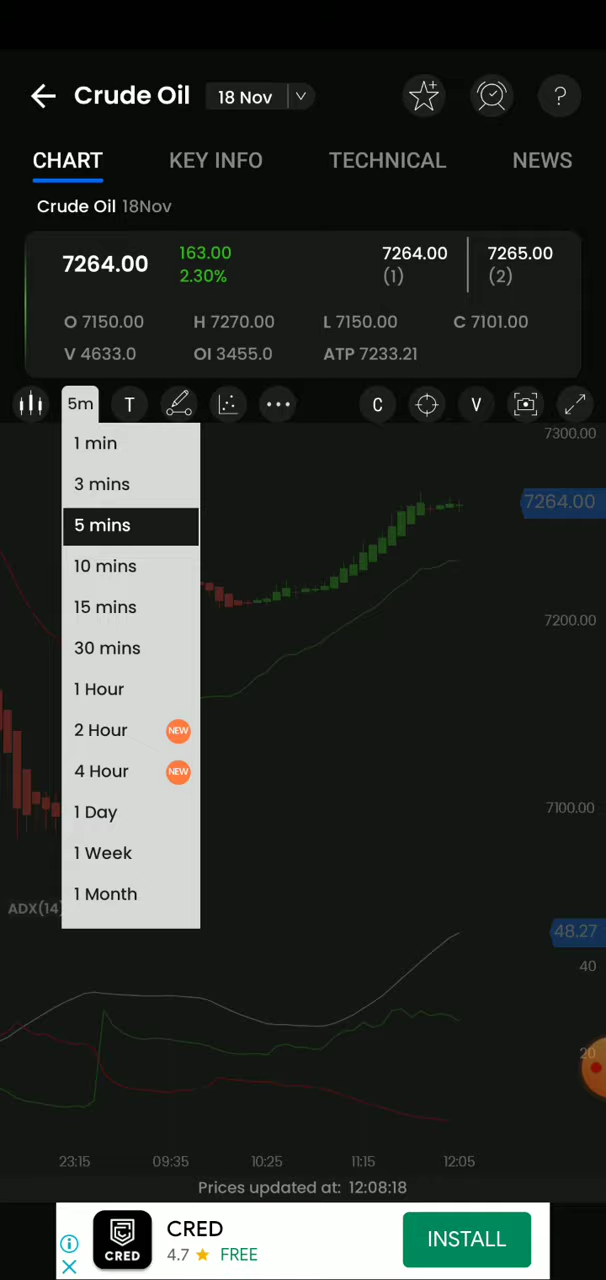 Crude Oil 18 Nov ?
CHART KEY INFO TECHNICAL NEWS
Crude Oil 18Nov
7264.00 163.00 7264.00 7265.00
2.30% (1) (2)
O 7150.00 H 7270.00 L 7150.00 C 7101.00
V 4633.0 OI 3455.0 ATP 7233.21
5m T C V
7300.00
1 min
3 mins
7264.00
5 mins
10 mins
15 mins
7200.00
30 mins
1 Hour
2 Hour NEW
4 Hour NEW
7100.00
1 Day
1 Week
1 Month
ADX(14)
48.27
40
20
23:15 09:35 10:25 11:15 12:05
Prices updated at: 12:08:18
CRED
CRED
4.7 FREE
INSTALL